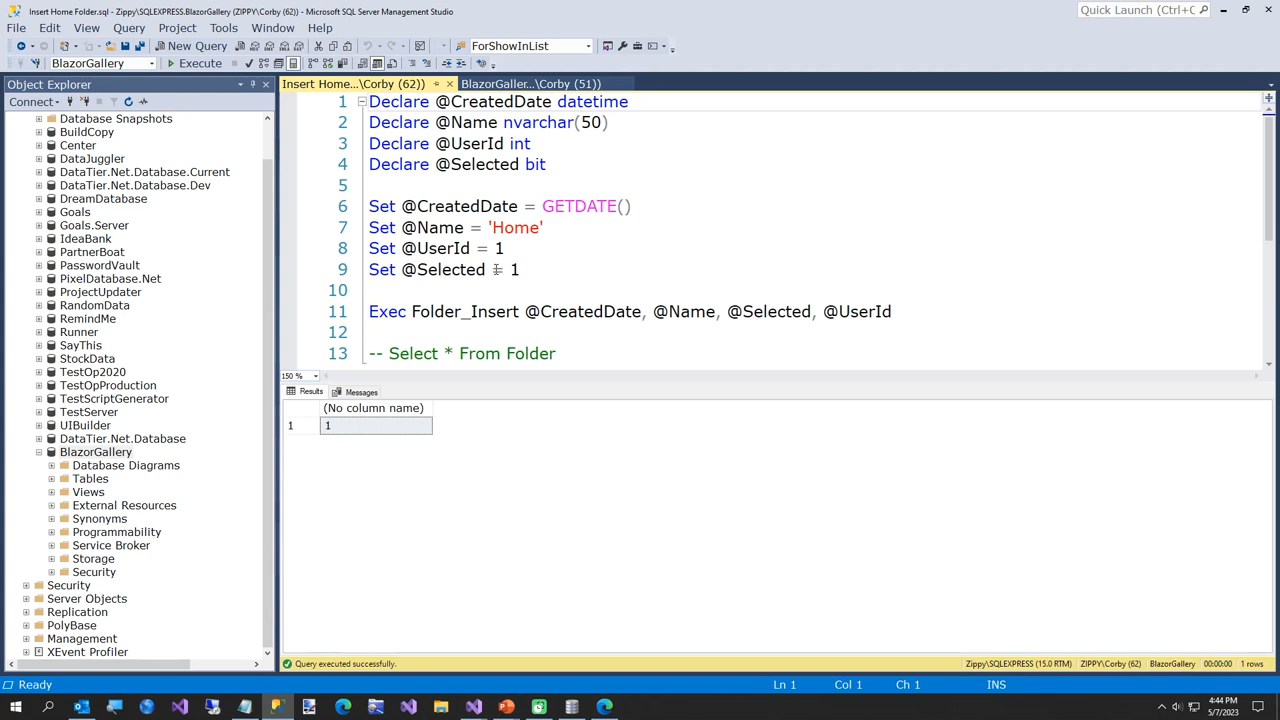 Insert Home Folder.sql - Zippy\SQLEXPRESS.BlazorGallery (ZIPPY\Corby (62)) - Microsoft SQL Server Management Studio
Quick Launch (Ctrl+Q)
File Edit View Query Project Tools Window Help
New Query
ForShowInList
BlazorGallery
Execute
Object Explorer
Insert Home...\Corby (62))
BlazorGaller...\Corby (51))
Connect
Database Snapshots
BuildCopy
Center
DataJuggler
DataTier.Net.Database.Current
DataTier.Net.Database.Dev
DreamDatabase
Goals
Goals.Server
IdeaBank
PartnerBoat
PasswordVault
PixelDatabase.Net
ProjectUpdater
RandomData
RemindMe
Runner
SayThis
StockData
TestOp2020
TestOpProduction
TestScriptGenerator
TestServer
UIBuilder
DataTier.Net.Database
BlazorGallery
Database Diagrams
Tables
Views
External Resources
Synonyms
Programmability
Service Broker
Storage
Security
Security
Server Objects
Replication
PolyBase
Management
XEvent Profiler
1 Declare @CreatedDate datetime
2 Declare @Name nvarchar(50)
3 Declare @UserId int
4 Declare @Selected bit
5
6 Set @CreatedDate = GETDATE()
7 Set @Name = 'Home'
8 Set @UserId = 1
9 Set @Selected = 1
10
11 Exec Folder_Insert @CreatedDate, @Name, @Selected, @UserId
12
13 -- Select * From Folder
150 %
Results Messages
(No column name)
1 1
Query executed successfully.
Zippy\SQLEXPRESS (15.0 RTM) ZIPPY\Corby (62) BlazorGallery 00:00:00 1 rows
Ready
Ln 1 Col 1 Ch 1 INS
4:44 PM
5/7/2023